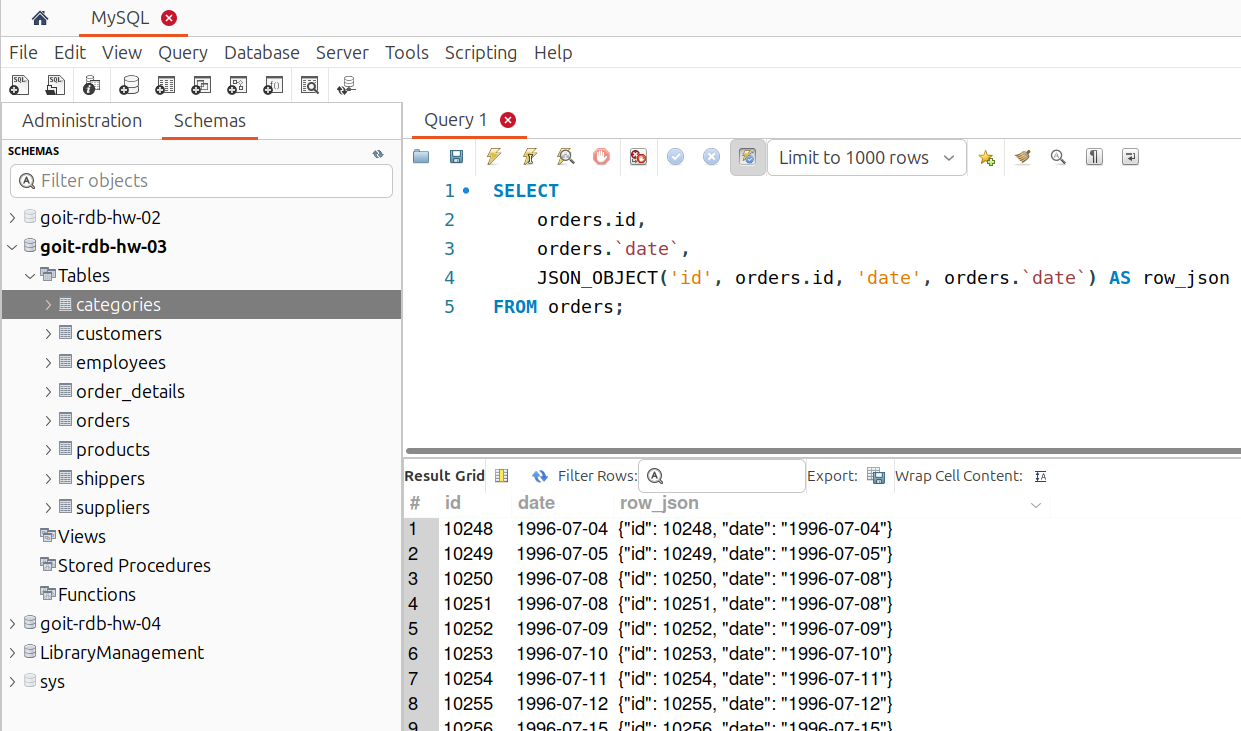 MySQL
File Edit View Query Database Server Tools Scripting Help
Administration Schemas
SCHEMAS
Filter objects
goit-rdb-hw-02
goit-rdb-hw-03
Tables
categories
customers
employees
order_details
orders
products
shippers
suppliers
Views
Stored Procedures
Functions
goit-rdb-hw-04
LibraryManagement
sys
Query 1
Limit to 1000 rows
1 SELECT
2 orders.id,
3 orders.`date`,
4 JSON_OBJECT('id', orders.id, 'date', orders.`date`) AS row_json
5 FROM orders;
Result Grid Filter Rows: Export: Wrap Cell Content:
# id date row_json
1 10248 1996-07-04 {"id": 10248, "date": "1996-07-04"}
2 10249 1996-07-05 {"id": 10249, "date": "1996-07-05"}
3 10250 1996-07-08 {"id": 10250, "date": "1996-07-08"}
4 10251 1996-07-08 {"id": 10251, "date": "1996-07-08"}
5 10252 1996-07-09 {"id": 10252, "date": "1996-07-09"}
6 10253 1996-07-10 {"id": 10253, "date": "1996-07-10"}
7 10254 1996-07-11 {"id": 10254, "date": "1996-07-11"}
8 10255 1996-07-12 {"id": 10255, "date": "1996-07-12"}
9 10256 1996-07-15 {"id": 10256, "date": "1996-07-15"}